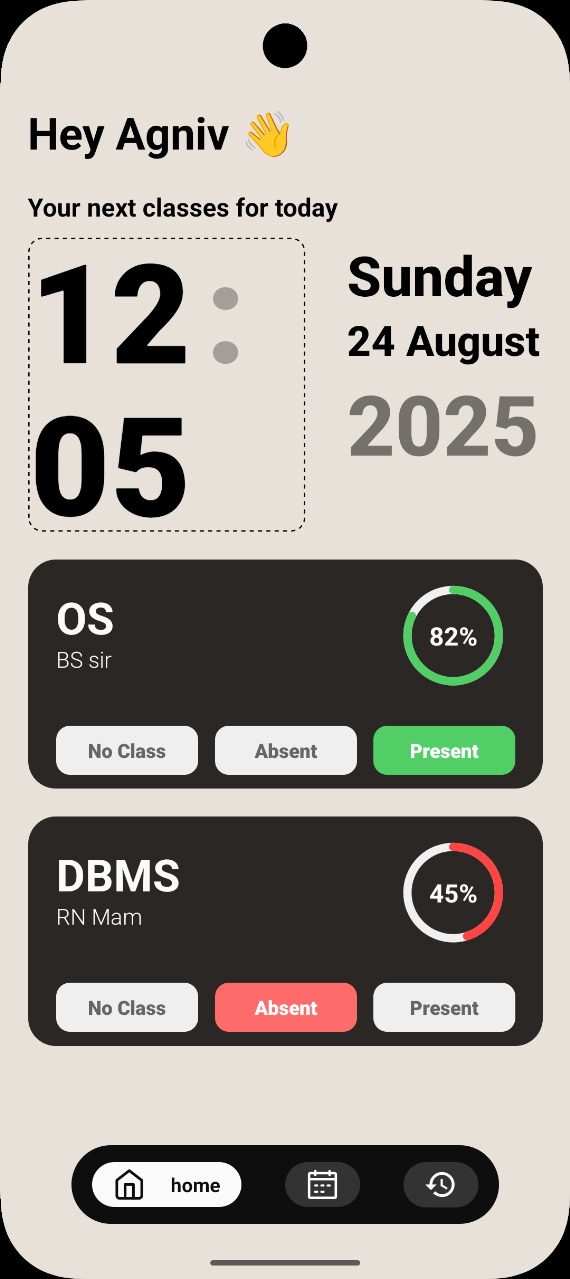 Hey Agniv 👋
Your next classes for today
12:
05
Sunday
24 August
2025
OS
BS sir
82%
No Class Absent Present
DBMS
RN Mam
45%
No Class Absent Present
home